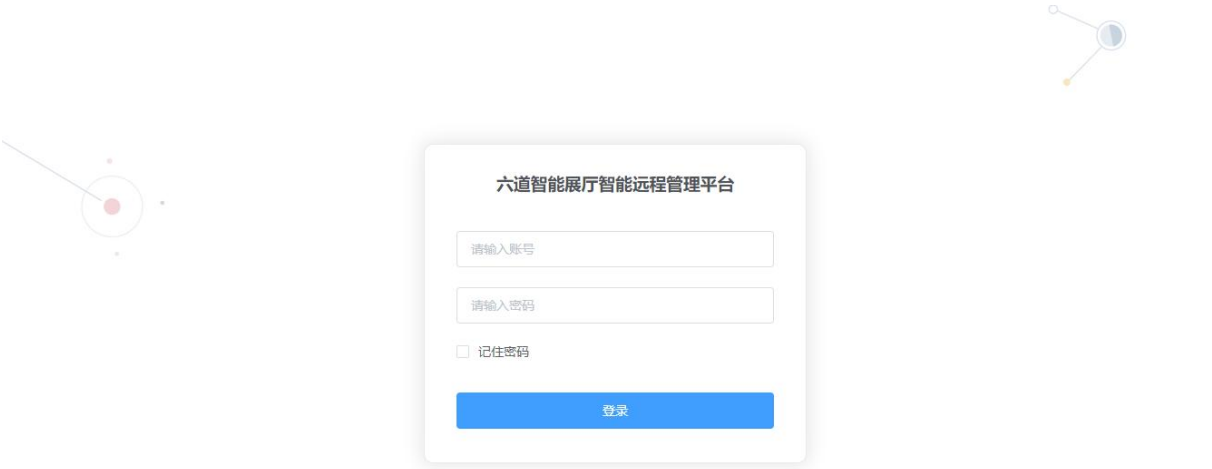 六道智能展厅智能远程管理平台
请输入账号
请输入密码
记住密码
登录